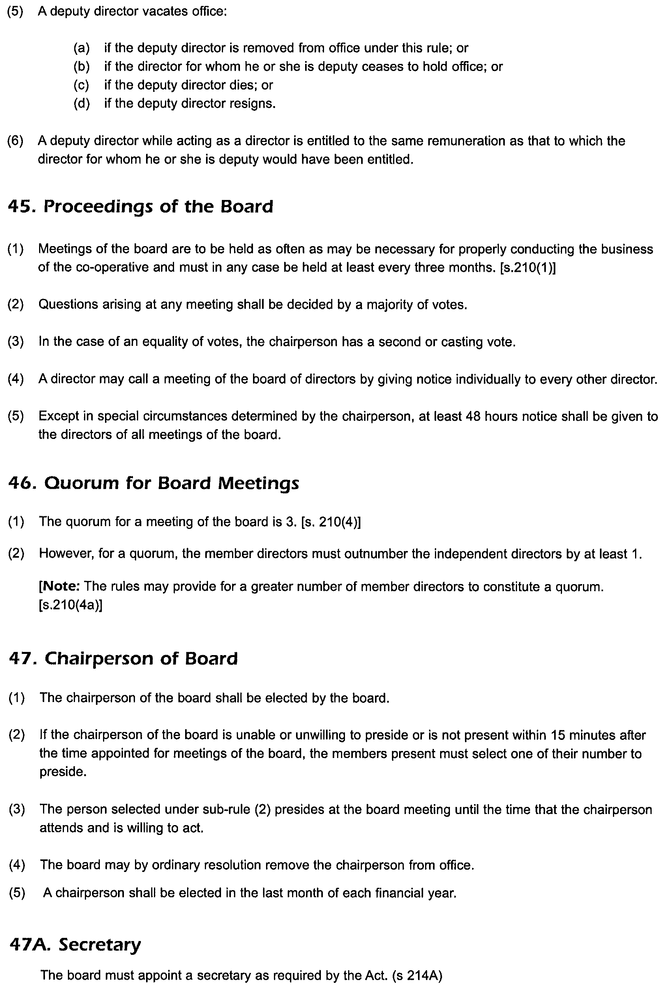 (5) A deputy director vacates office:
(a) if the deputy director is removed from office under this rule; or
(b) if the director for whom he or she is deputy ceases to hold office; or
(c) if the deputy director dies; or
(d) if the deputy director resigns.
(6) A deputy director while acting as a director is entitled to the same remuneration as that to which the
director for whom he or she is deputy would have been entitled.
45. Proceedings of the Board
(1) Meetings of the board are to be held as often as may be necessary for properly conducting the business
of the co-operative and must in any case be held at least every three months. [s.210(1)]
(2) Questions arising at any meeting shall be decided by a majority of votes.
(3) In the case of an equality of votes, the chairperson has a second or casting vote.
(4) A director may call a meeting of the board of directors by giving notice individually to every other director.
(5) Except in special circumstances determined by the chairperson, at least 48 hours notice shall be given to
the directors of all meetings of the board.
46. Quorum for Board Meetings
(1) The quorum for a meeting of the board is 3. [s. 210(4)]
(2) However, for a quorum, the member directors must outnumber the independent directors by at least 1.
[Note: The rules may provide for a greater number of member directors to constitute a quorum.
[s.210(4a)]
47. Chairperson of Board
(1) The chairperson of the board shall be elected by the board.
(2) If the chairperson of the board is unable or unwilling to preside or is not present within 15 minutes after
the time appointed for meetings of the board, the members present must select one of their number to
preside.
(3) The person selected under sub-rule (2) presides at the board meeting until the time that the chairperson
attends and is willing to act.
(4) The board may by ordinary resolution remove the chairperson from office.
(5) A chairperson shall be elected in the last month of each financial year.
47A. Secretary
The board must appoint a secretary as required by the Act. (s 214A)